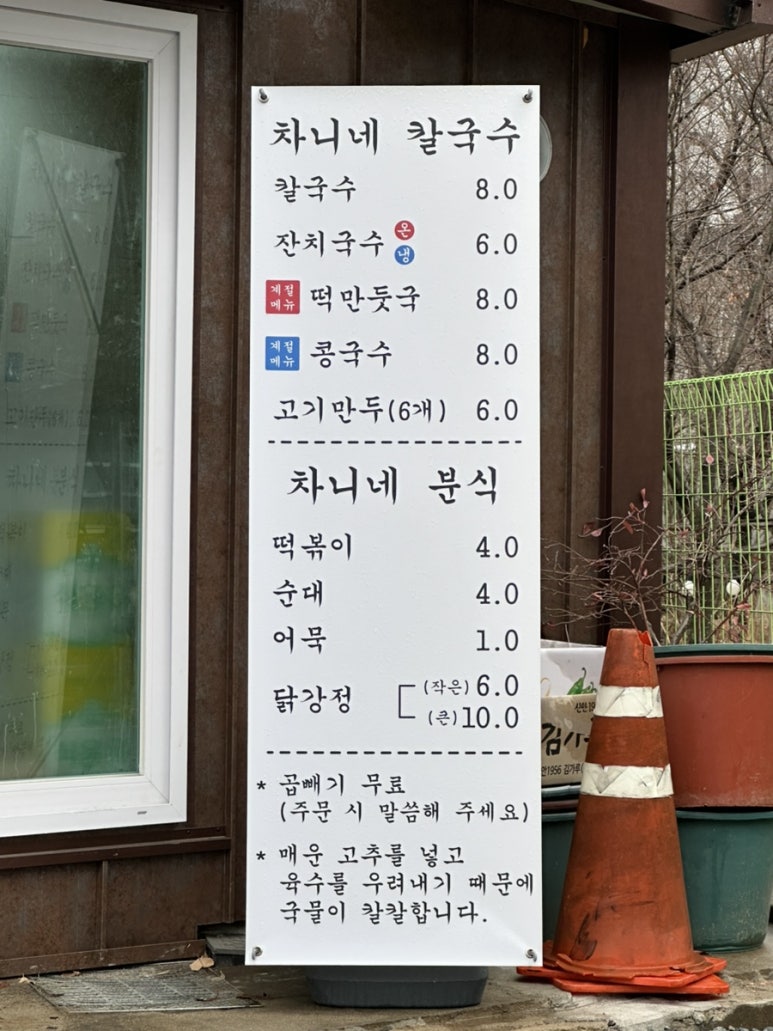 차니네 칼국수
칼국수 8.0
잔치국수 온 냉 6.0
계절 메뉴 떡만둣국 8.0
계절 메뉴 콩국수 8.0
고기만두(6개) 6.0
차니네 분식
떡볶이 4.0
순대 4.0
어묵 1.0
닭강정 (작은) 6.0
(큰) 10.0
* 곱빼기 무료
(주문 시 말씀해 주세요)
* 매운 고추를 넣고
육수를 우려내기 때문에
국물이 칼칼합니다.